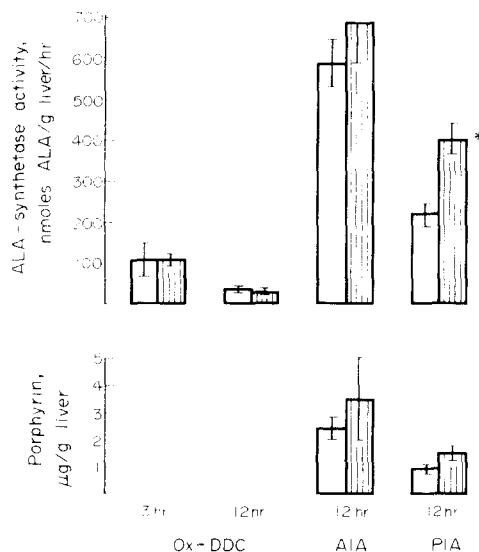 ALA-synthetase activity,
nmoles ALA/g liver/hr
700
600
500
400
300
200
100
*
Porphyrin,
µg/g liver
5
4
3
2
1
3 hr 12 hr 12 hr 12 hr
Ox-DDC AIA PIA